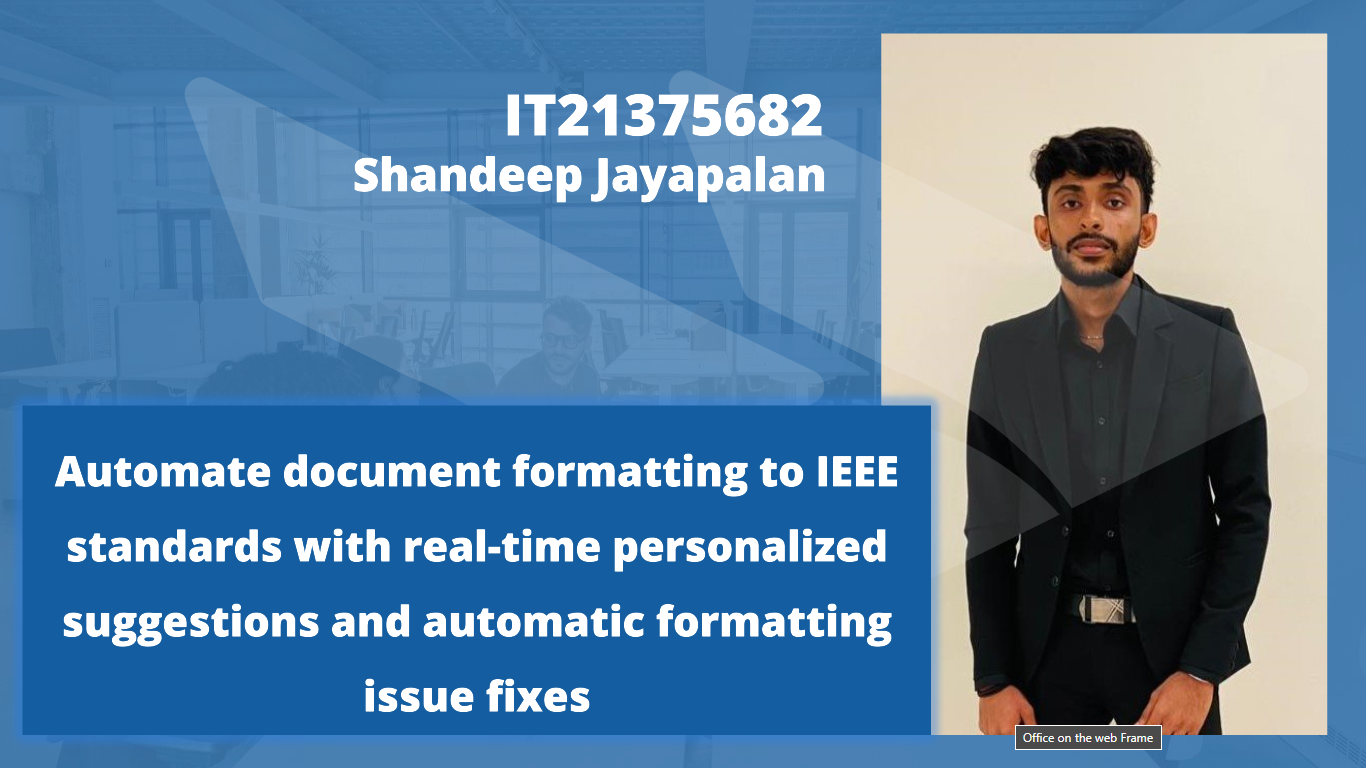 IT21375682
Shandeep Jayapalan
Automate document formatting to IEEE
standards with real-time personalized
suggestions and automatic formatting
issue fixes
Office on the web Frame